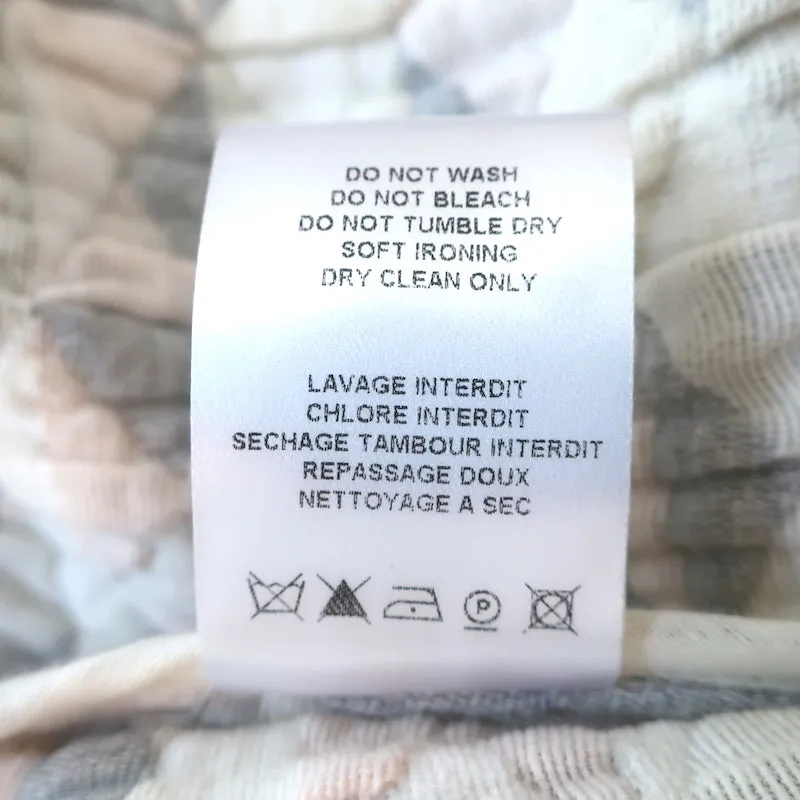 DO NOT WASH
DO NOT BLEACH
DO NOT TUMBLE DRY
SOFT IRONING
DRY CLEAN ONLY
LAVAGE INTERDIT
CHLORE INTERDIT
SECHAGE TAMBOUR INTERDIT
REPASSAGE DOUX
NETTOYAGE A SEC
P